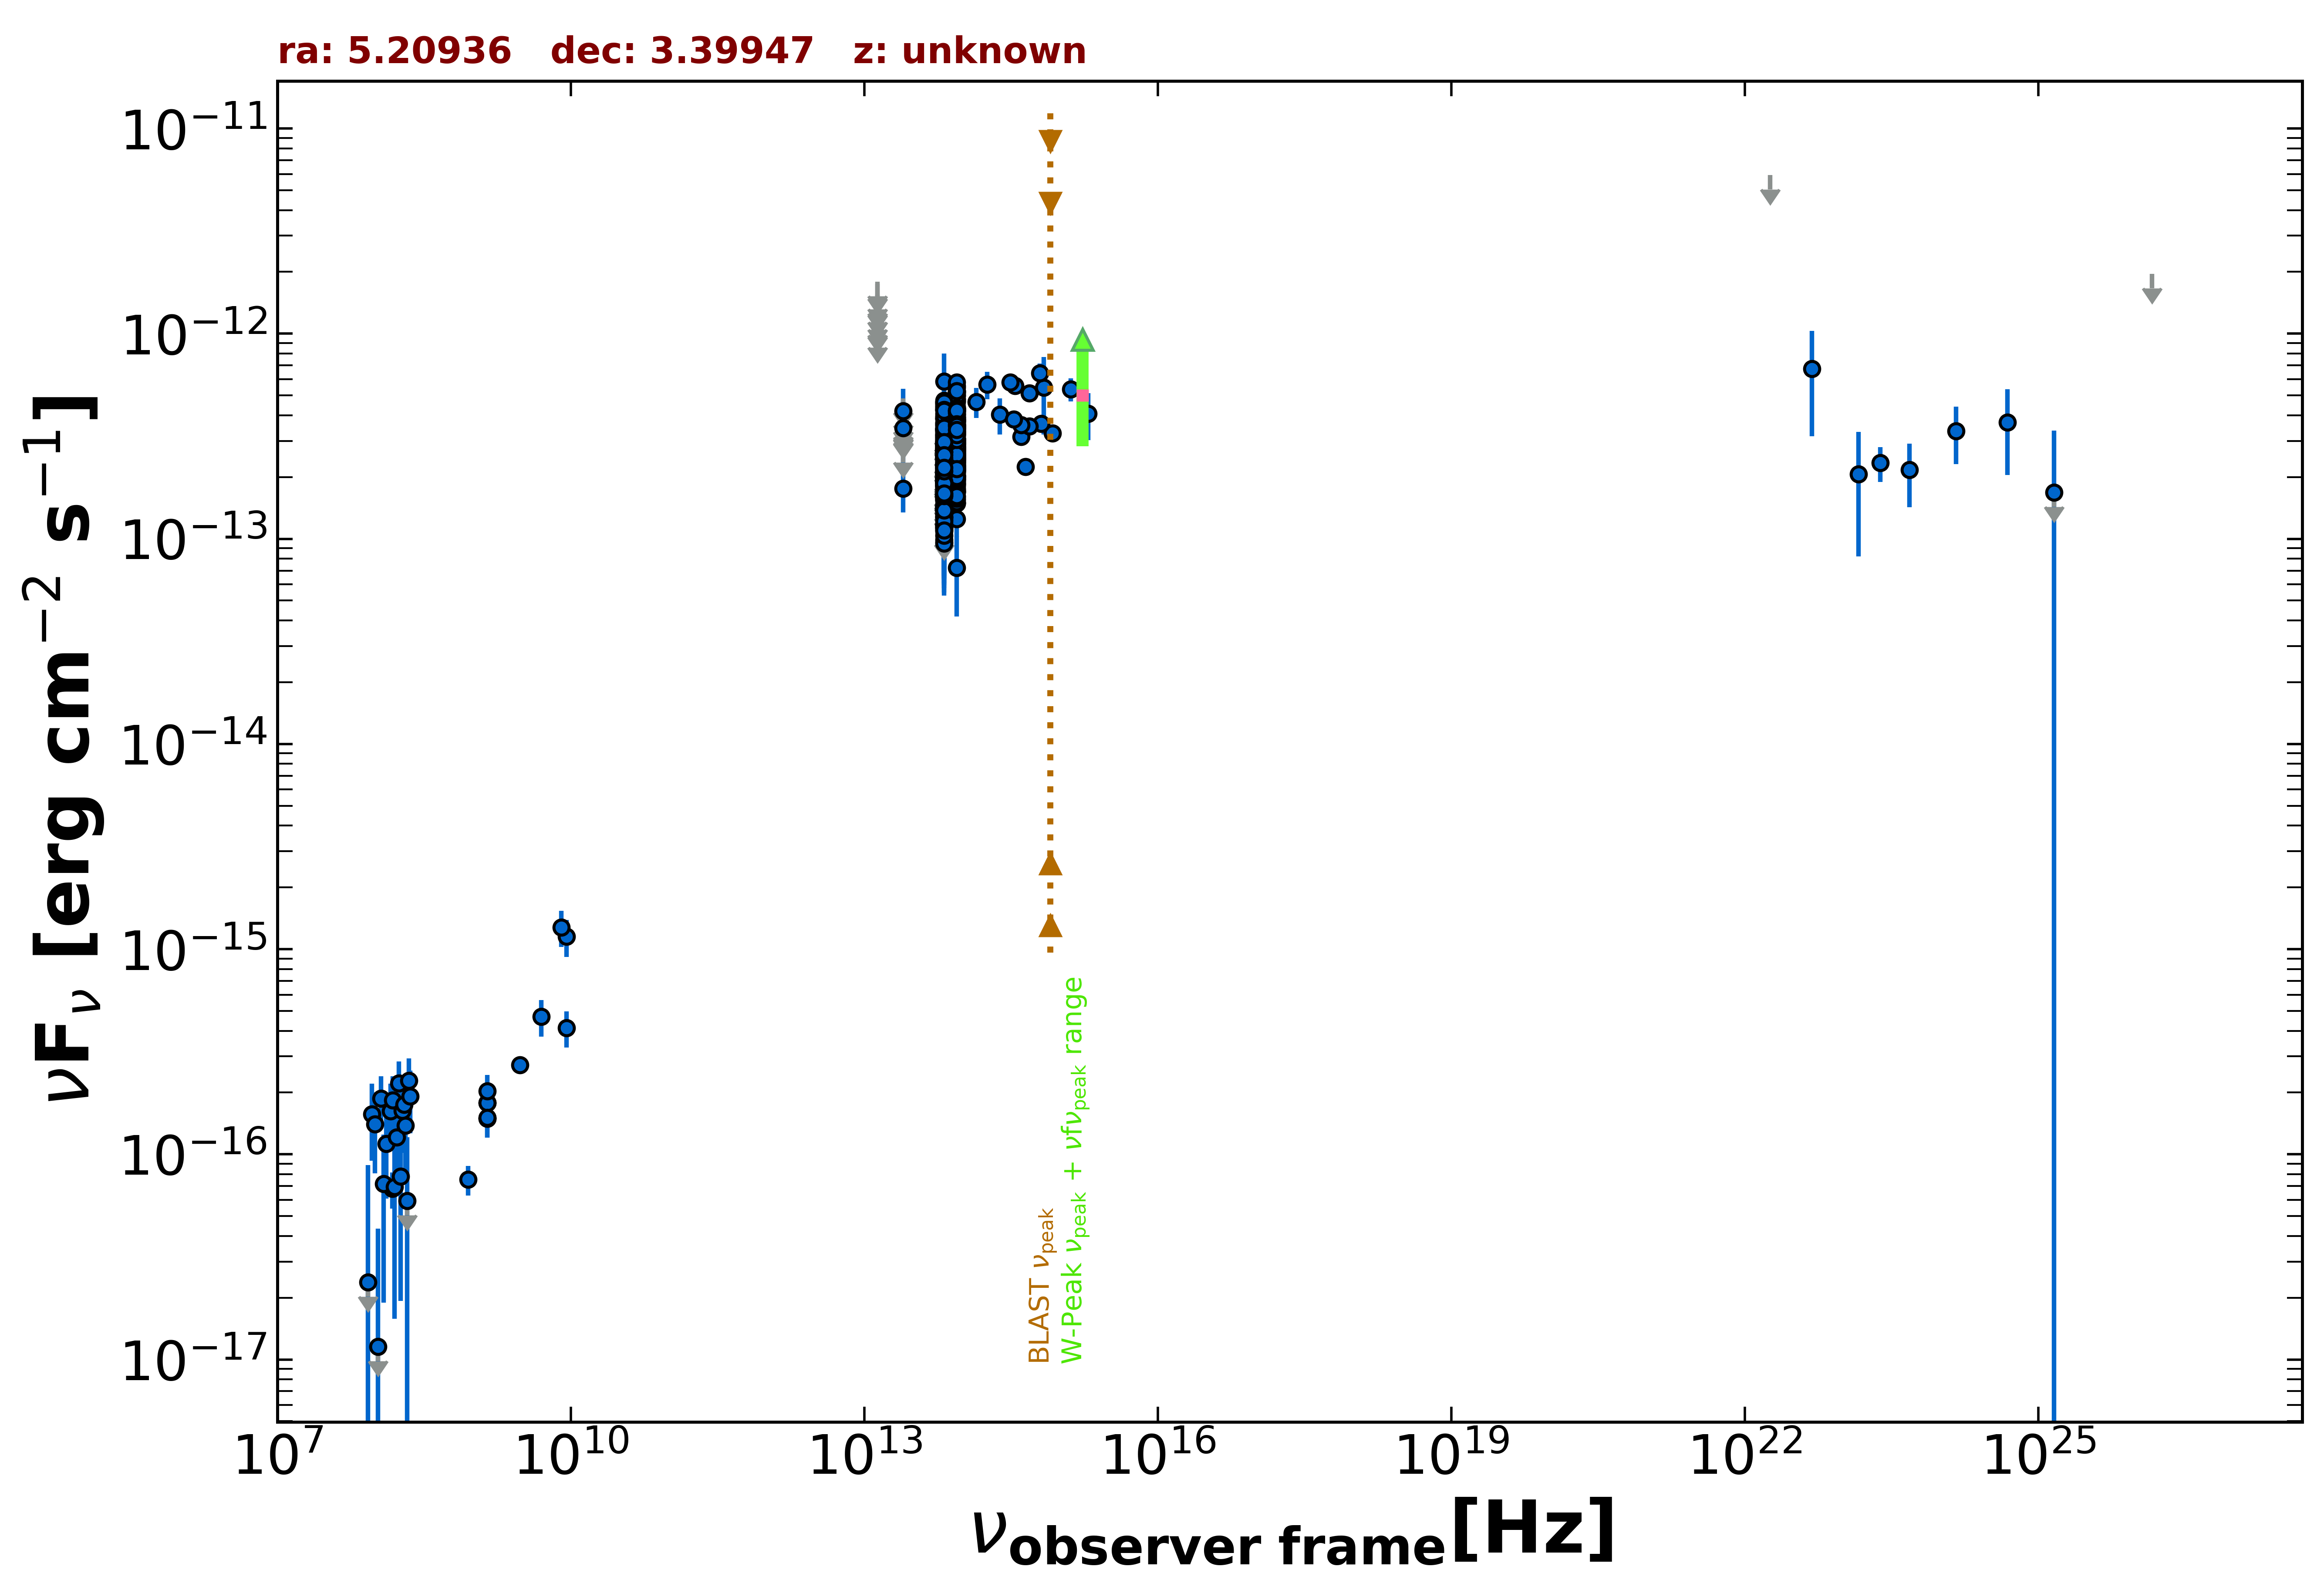 ra: 5.20936 dec: 3.39947 z: unknown
νFν [erg cm−2 s−1]
10−11
10−12
10−13
10−14
10−15
10−16
10−17
BLAST νpeak
W-Peak νpeak + νfνpeak range
107 1010 1013 1016 1019 1022 1025
νobserver frame[Hz]